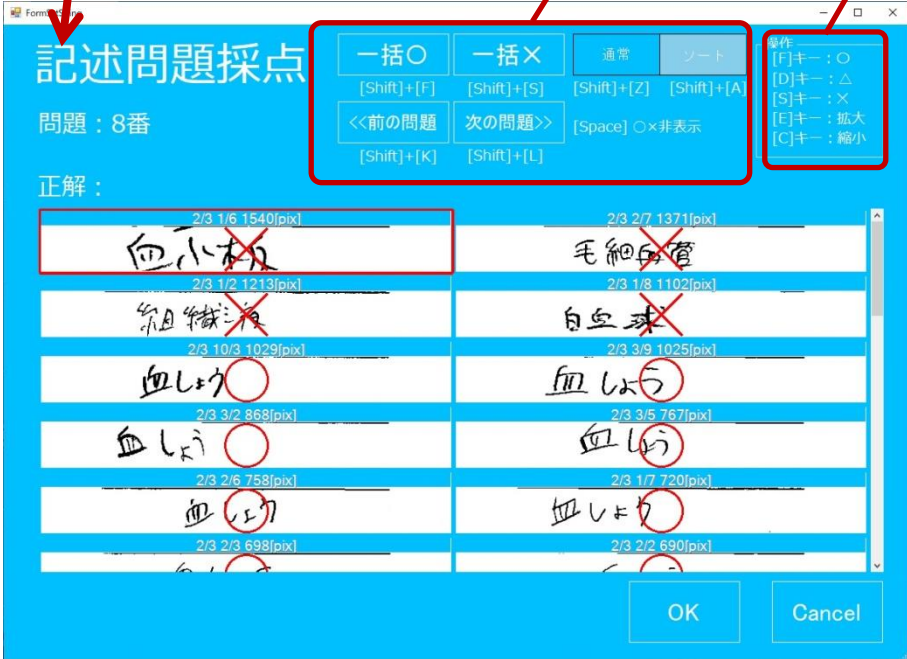 FormSetSaiten
記述問題採点
一括○ 一括× 通常 ソート
[Shift]+[F] [Shift]+[S] [Shift]+[Z] [Shift]+[A]
<<前の問題 次の問題>> [Space] ○×非表示
[Shift]+[K] [Shift]+[L]
操作
[F]キー：○
[D]キー：△
[S]キー：×
[E]キー：拡大
[C]キー：縮小
問題：8番
正解：
2/3 1/6 1540[pix] 2/3 2/7 1371[pix]
血小板 毛細血管
2/3 1/2 1213[pix] 2/3 1/8 1102[pix]
組織液 白血球
2/3 10/3 1029[pix] 2/3 3/9 1025[pix]
血しょう 血しょう
2/3 3/2 868[pix] 2/3 3/5 767[pix]
血しょう 血しょう
2/3 2/6 758[pix] 2/3 1/7 720[pix]
血しょう 血しょう
2/3 2/3 698[pix] 2/3 2/2 690[pix]
OK Cancel